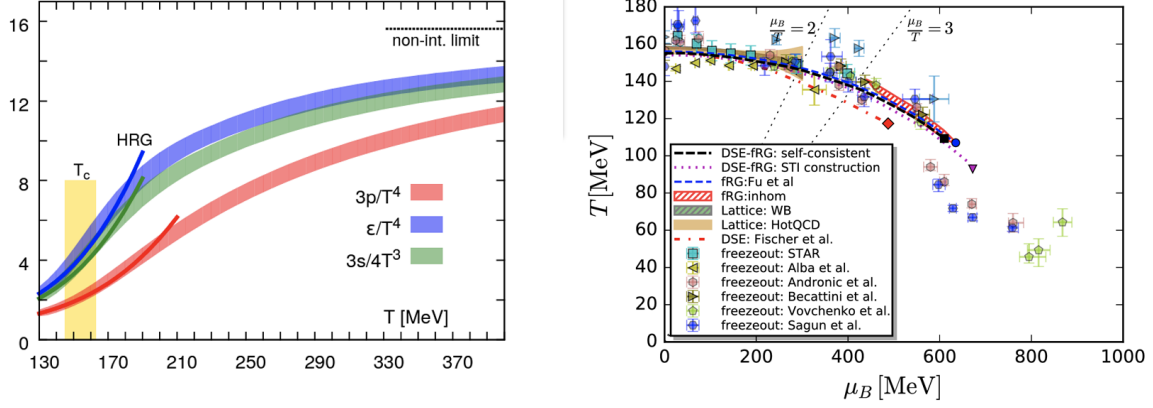 16
12
8
4
0
non-int. limit
HRG
T_c
3p/T^4
ε/T^4
3s/4T^3
T [MeV]
130 170 210 250 290 330 370
180
160
140
120
100
80
60
40
20
0
T [MeV]
μ_B/T = 2
μ_B/T = 3
DSE-fRG: self-consistent
DSE-fRG: STI construction
fRG:Fu et al
fRG:inhom
Lattice: WB
Lattice: HotQCD
DSE: Fischer et al.
freezeout: STAR
freezeout: Alba et al.
freezeout: Andronic et al.
freezeout: Becattini et al.
freezeout: Vovchenko et al.
freezeout: Sagun et al.
0 200 400 600 800 1000
μ_B [MeV]